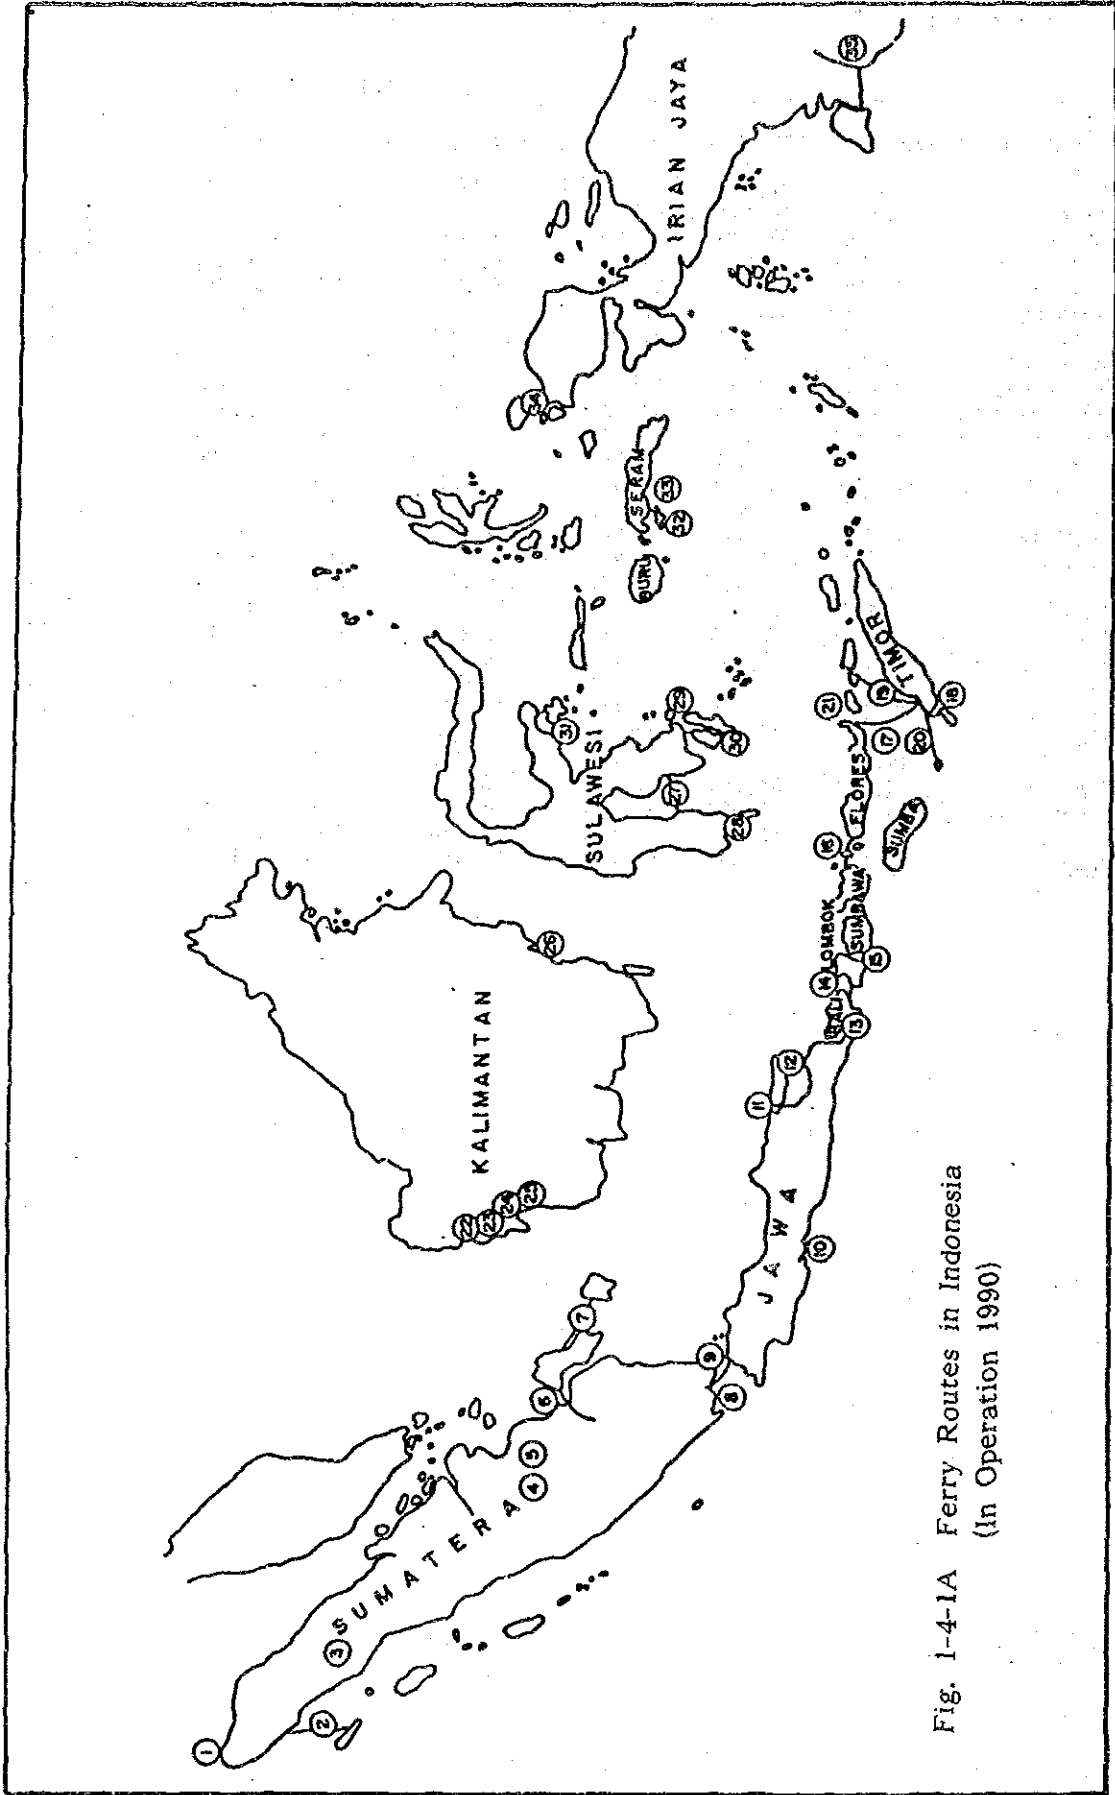 1
2
3
SUMATERA
4
5
6
7
8
9
JAWA
10
11
12
13
BALI
14
LOMBOK
15
SUMBAWA
16
FLORES
SUMBA
17
20
18
19
21
TIMOR
KALIMANTAN
22
23
24
25
26
SULAWESI
27
28
29
30
31
BURU
SERAM
32
33
34
IRIAN JAYA
35
Fig. 1-4-1A Ferry Routes in Indonesia
(In Operation 1990)